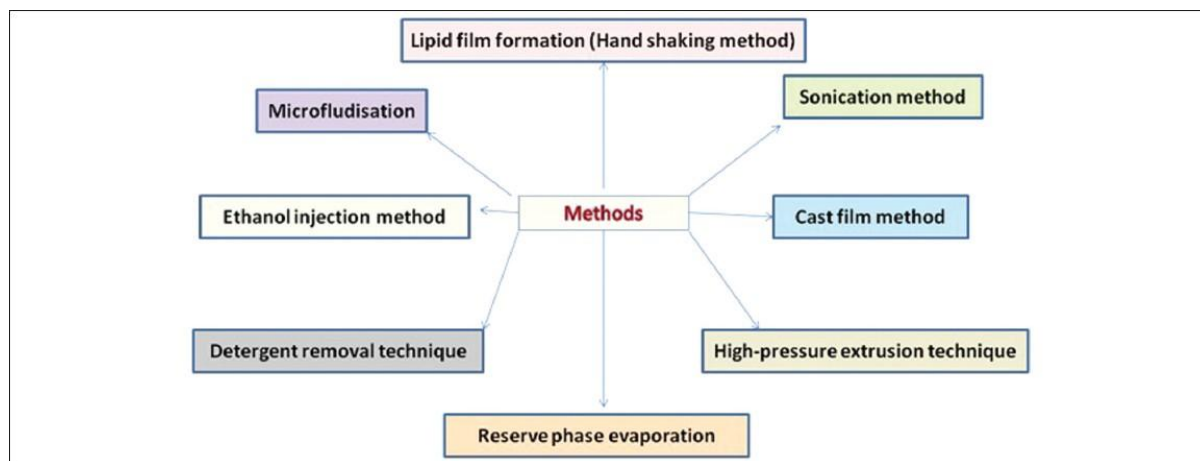 Lipid film formation (Hand shaking method)
Microfludisation
Sonication method
Ethanol injection method
Methods
Cast film method
Detergent removal technique
High-pressure extrusion technique
Reserve phase evaporation